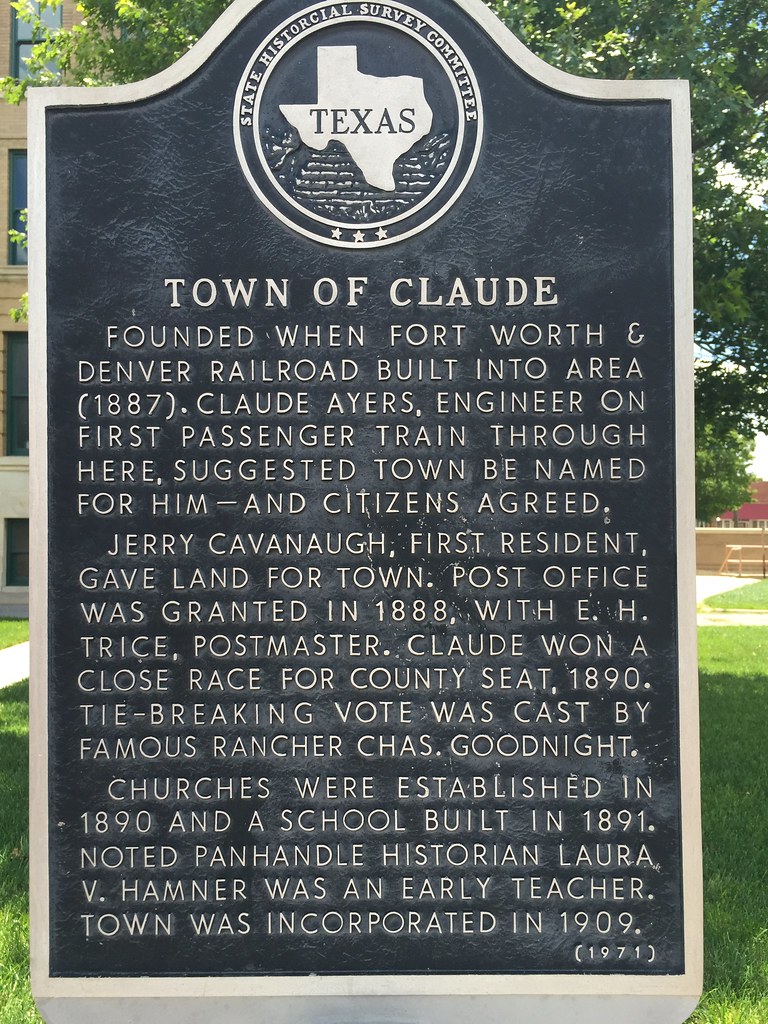 STATE HISTORCIAL SURVEY COMMITTEE
TEXAS
TOWN OF CLAUDE
FOUNDED WHEN FORT WORTH &
DENVER RAILROAD BUILT INTO AREA
(1887). CLAUDE AYERS, ENGINEER ON
FIRST PASSENGER TRAIN THROUGH
HERE, SUGGESTED TOWN BE NAMED
FOR HIM—AND CITIZENS AGREED.
JERRY CAVANAUGH, FIRST RESIDENT,
GAVE LAND FOR TOWN. POST OFFICE
WAS GRANTED IN 1888, WITH E. H.
TRICE, POSTMASTER. CLAUDE WON A
CLOSE RACE FOR COUNTY SEAT, 1890.
TIE-BREAKING VOTE WAS CAST BY
FAMOUS RANCHER CHAS. GOODNIGHT.
CHURCHES WERE ESTABLISHED IN
1890 AND A SCHOOL BUILT IN 1891.
NOTED PANHANDLE HISTORIAN LAURA
V. HAMNER WAS AN EARLY TEACHER.
TOWN WAS INCORPORATED IN 1909.
(1971)